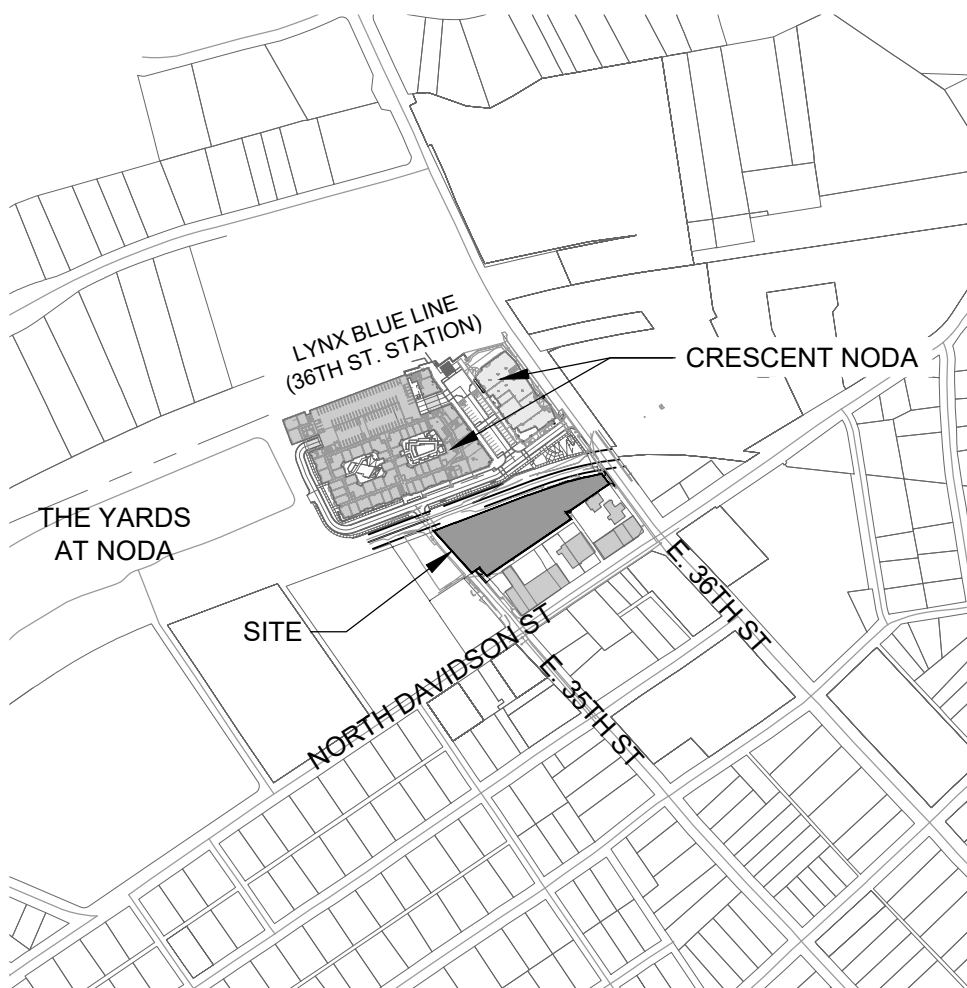 LYNX BLUE LINE
(36TH ST. STATION)
CRESCENT NODA
THE YARDS
AT NODA
SITE
NORTH DAVIDSON ST
E. 36TH ST
E. 35TH ST